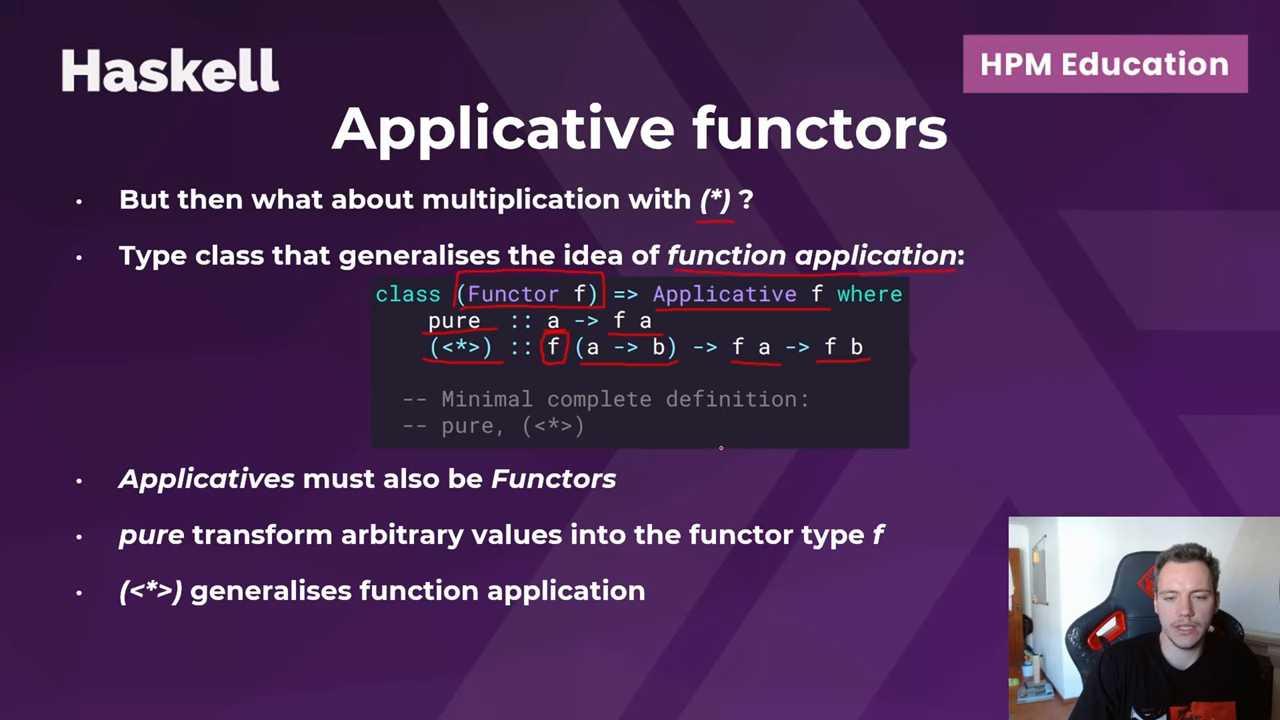 Haskell
HPM Education
Applicative functors
• But then what about multiplication with (*) ?
• Type class that generalises the idea of function application:
class (Functor f) => Applicative f where
pure :: a -> f a
(<*>) :: f (a -> b) -> f a -> f b
-- Minimal complete definition:
-- pure, (<*>)
• Applicatives must also be Functors
• pure transform arbitrary values into the functor type f
• (<*>) generalises function application